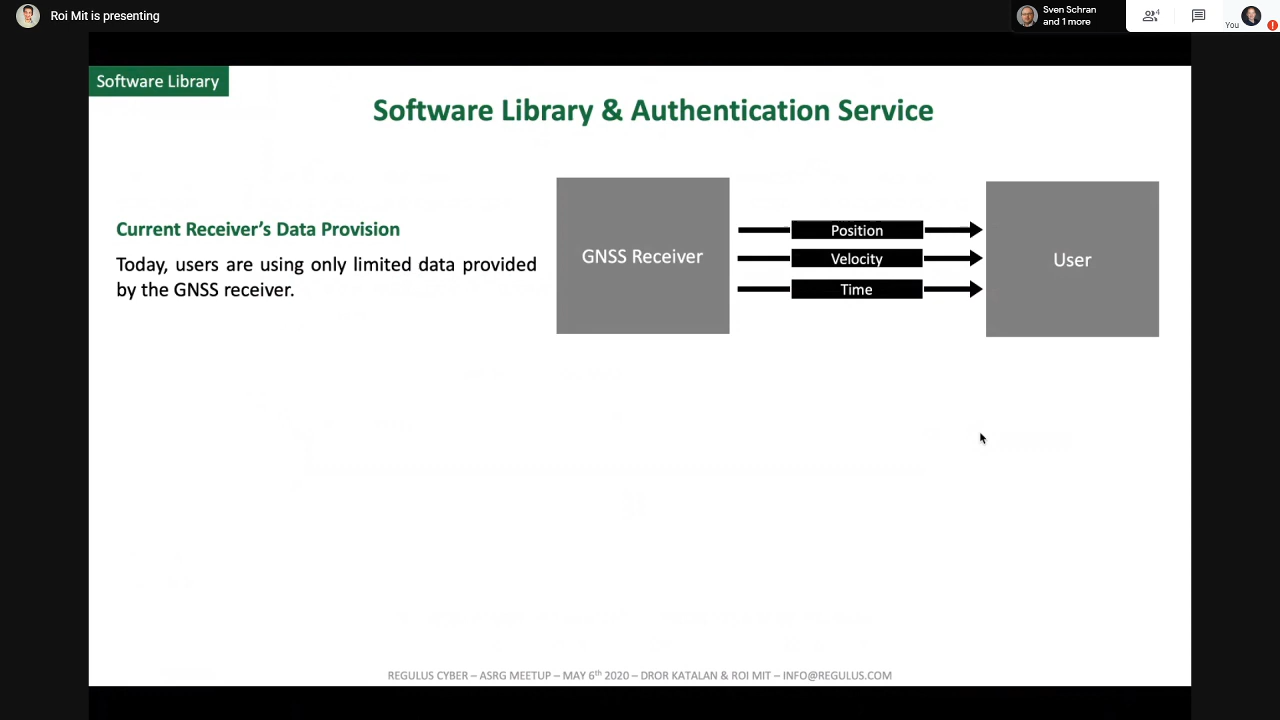 Roi Mit is presenting
Sven Schran
and 1 more
4
You
Software Library
Software Library & Authentication Service
Current Receiver's Data Provision
Today, users are using only limited data provided
by the GNSS receiver.
GNSS Receiver
Position
Velocity
Time
User
REGULUS CYBER – ASRG MEETUP – MAY 6th 2020 – DROR KATALAN & ROI MIT – INFO@REGULUS.COM